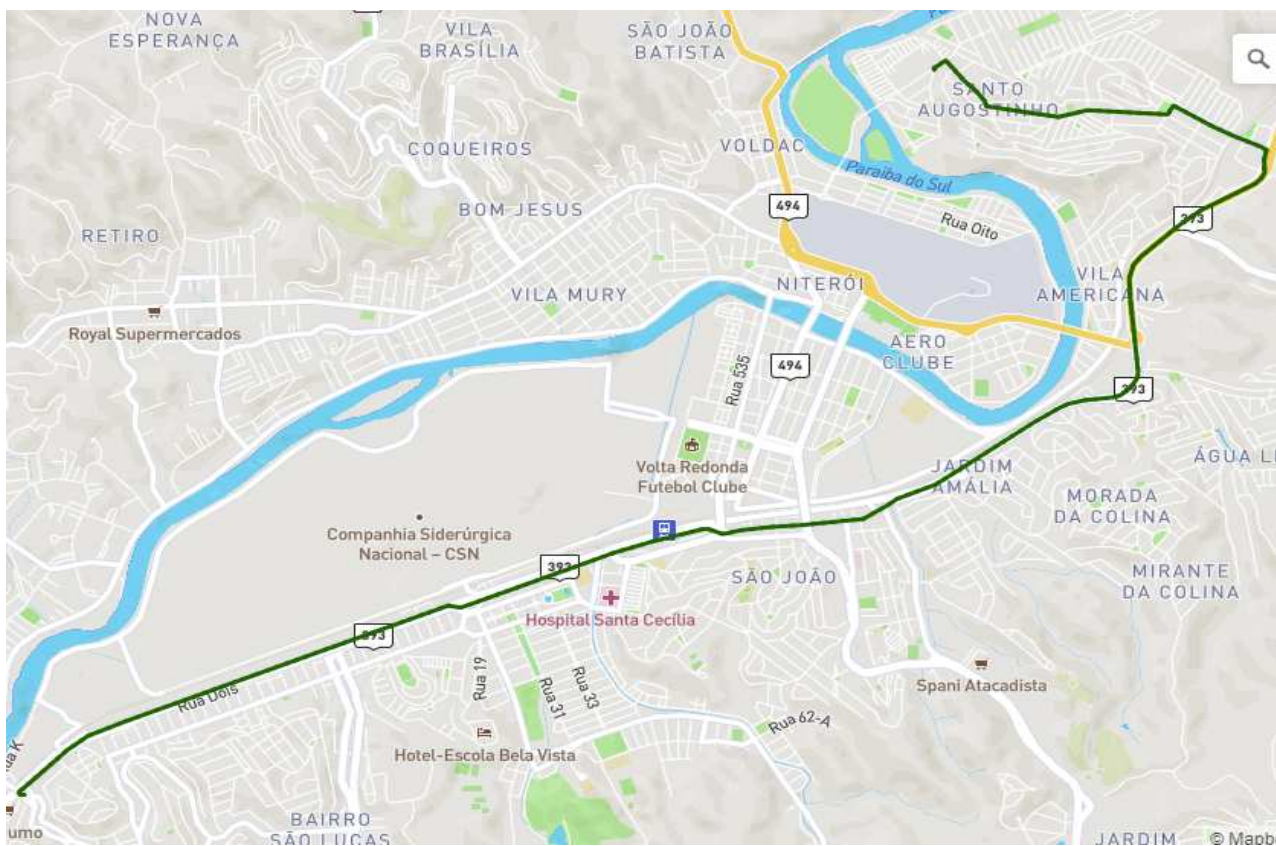 NOVA
ESPERANÇA
VILA
BRASÍLIA
SÃO JOÃO
BATISTA
SANTO
AUGOSTINHO
COQUEIROS
VOLDAC
Paraíba do Sul
BOM JESUS
494
Rua Oito
393
RETIRO
VILA MURY
NITERÓI
VILA
AMERICANA
Royal Supermercados
AERO
CLUBE
494
Rua 535
393
Volta Redonda
Futebol Clube
JARDIM
AMÁLIA
ÁGUA LI
MORADA
DA COLINA
Companhia Siderúrgica
Nacional – CSN
393
SÃO JOÃO
MIRANTE
DA COLINA
Hospital Santa Cecília
393
Rua Dois
Rua 19
Rua 31
Rua 33
Spani Atacadista
Rua 62-A
Rua K
Hotel-Escola Bela Vista
umo
BAIRRO
SÃO LUCAS
JARDIM
© Mapb